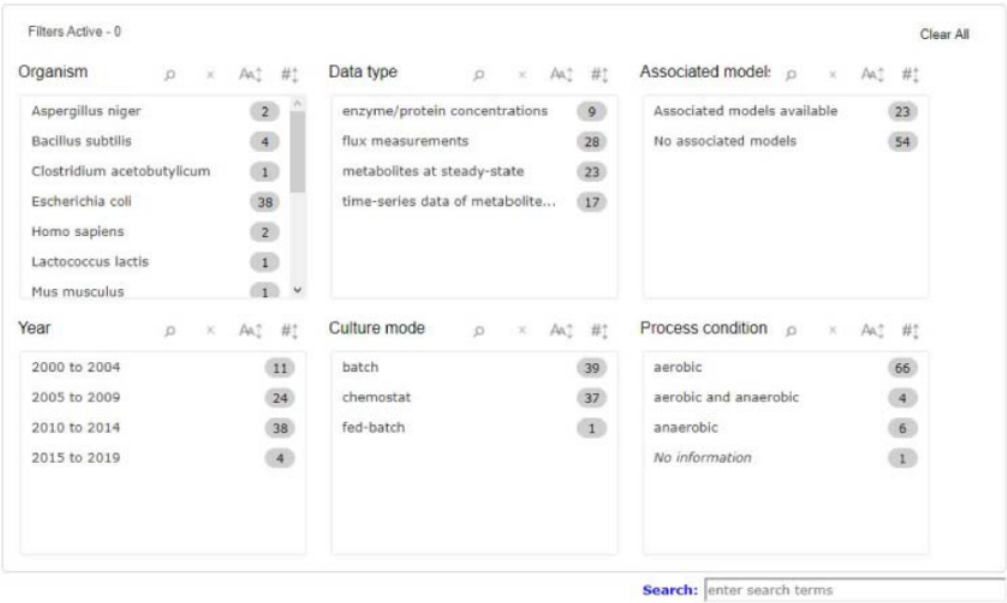 Filters Active - 0
Clear All
Organism
Aspergillus niger 2
Bacillus subtilis 4
Clostridium acetobutylicum 1
Escherichia coli 38
Homo sapiens 2
Lactococcus lactis 1
Mus musculus 1
Data type
enzyme/protein concentrations 9
flux measurements 28
metabolites at steady-state 23
time-series data of metabolite... 17
Associated models
Associated models available 23
No associated models 54
Year
2000 to 2004 11
2005 to 2009 24
2010 to 2014 38
2015 to 2019 4
Culture mode
batch 39
chemostat 37
fed-batch 1
Process condition
aerobic 66
aerobic and anaerobic 4
anaerobic 6
No information 1
Search: enter search terms